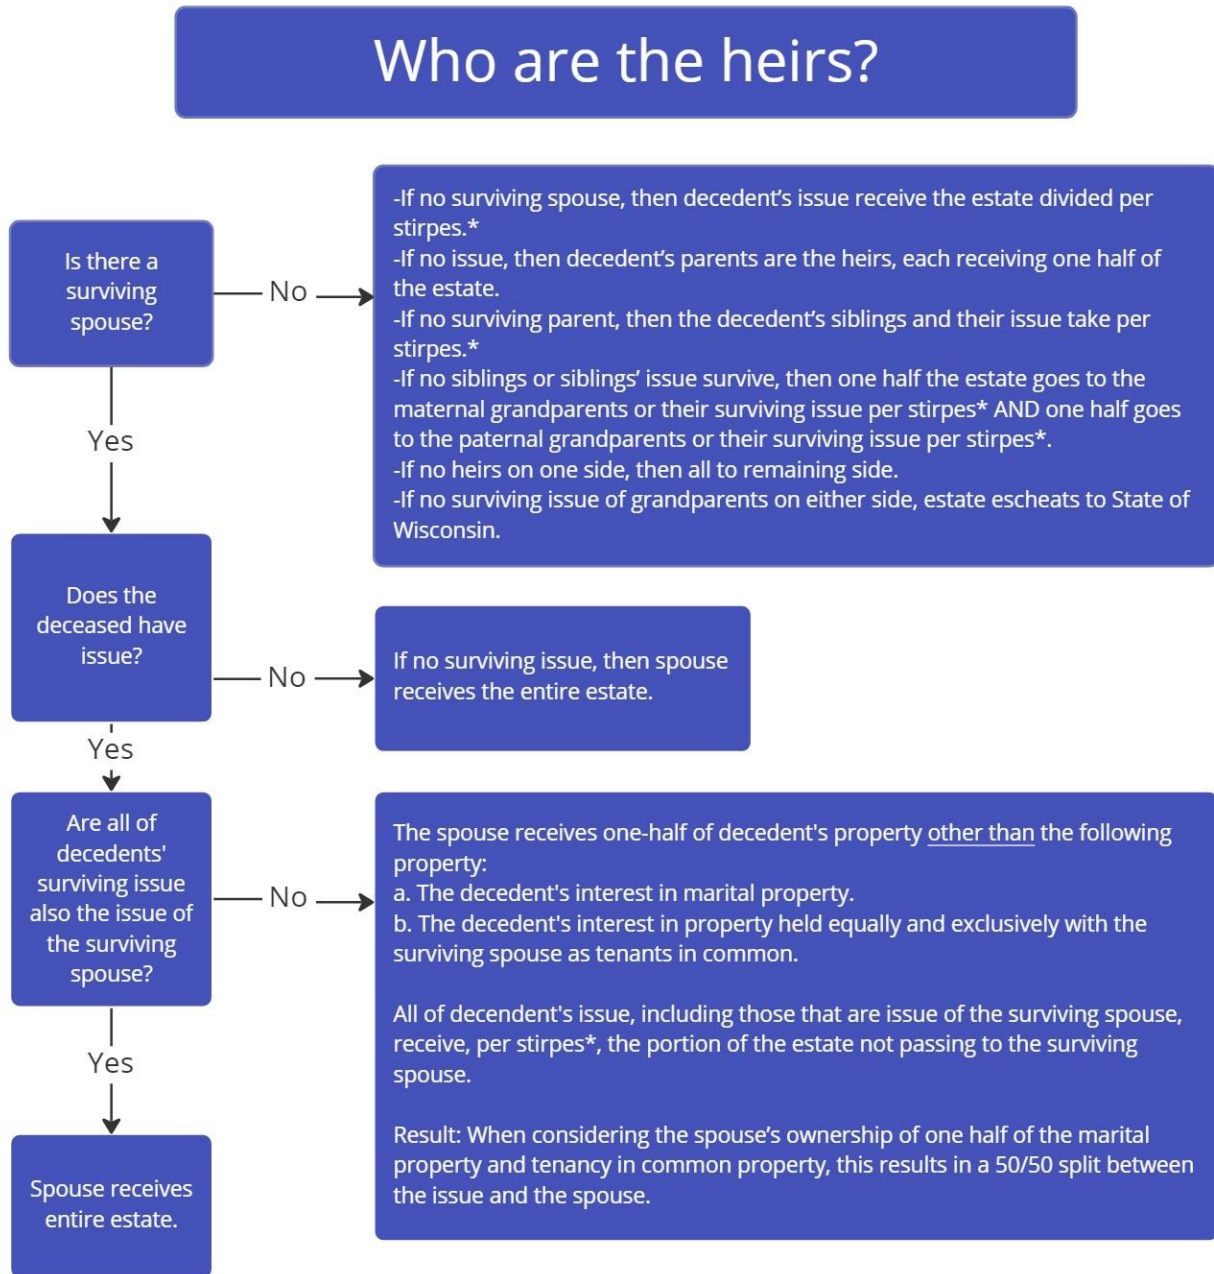 Who are the heirs?
Is there a
surviving
spouse?
No
-If no surviving spouse, then decedent’s issue receive the estate divided per
stirpes.*
-If no issue, then decedent’s parents are the heirs, each receiving one half of
the estate.
-If no surviving parent, then the decedent’s siblings and their issue take per
stirpes.*
-If no siblings or siblings’ issue survive, then one half the estate goes to the
maternal grandparents or their surviving issue per stirpes* AND one half goes
to the paternal grandparents or their surviving issue per stirpes*.
-If no heirs on one side, then all to remaining side.
-If no surviving issue of grandparents on either side, estate escheats to State of
Wisconsin.
Yes
Does the
deceased have
issue?
No
If no surviving issue, then spouse
receives the entire estate.
Yes
Are all of
decedents'
surviving issue
also the issue of
the surviving
spouse?
No
The spouse receives one-half of decedent's property other than the following
property:
a. The decedent's interest in marital property.
b. The decedent's interest in property held equally and exclusively with the
surviving spouse as tenants in common.
All of decendent's issue, including those that are issue of the surviving spouse,
receive, per stirpes*, the portion of the estate not passing to the surviving
spouse.
Result: When considering the spouse’s ownership of one half of the marital
property and tenancy in common property, this results in a 50/50 split between
the issue and the spouse.
Yes
Spouse receives
entire estate.